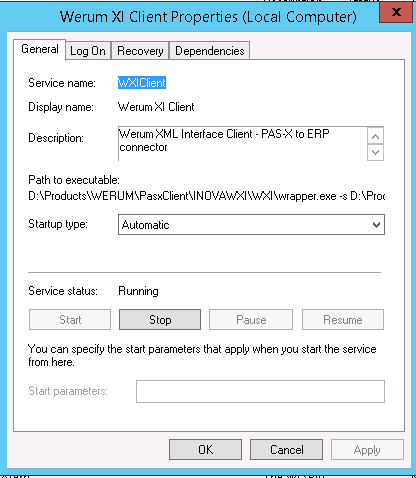 Werum XI Client Properties (Local Computer)
x
General Log On Recovery Dependencies
Service name: WXIClient
Display name: Werum XI Client
Description: Werum XML Interface Client - PAS-X to ERP
connector
Path to executable:
D:\Products\WERUM\PasxClient\INOVAWXI\WXI\wrapper.exe -s D:\Proc
Startup type: Automatic
Service status: Running
Start Stop Pause Resume
You can specify the start parameters that apply when you start the service
from here.
Start parameters:
OK Cancel Apply